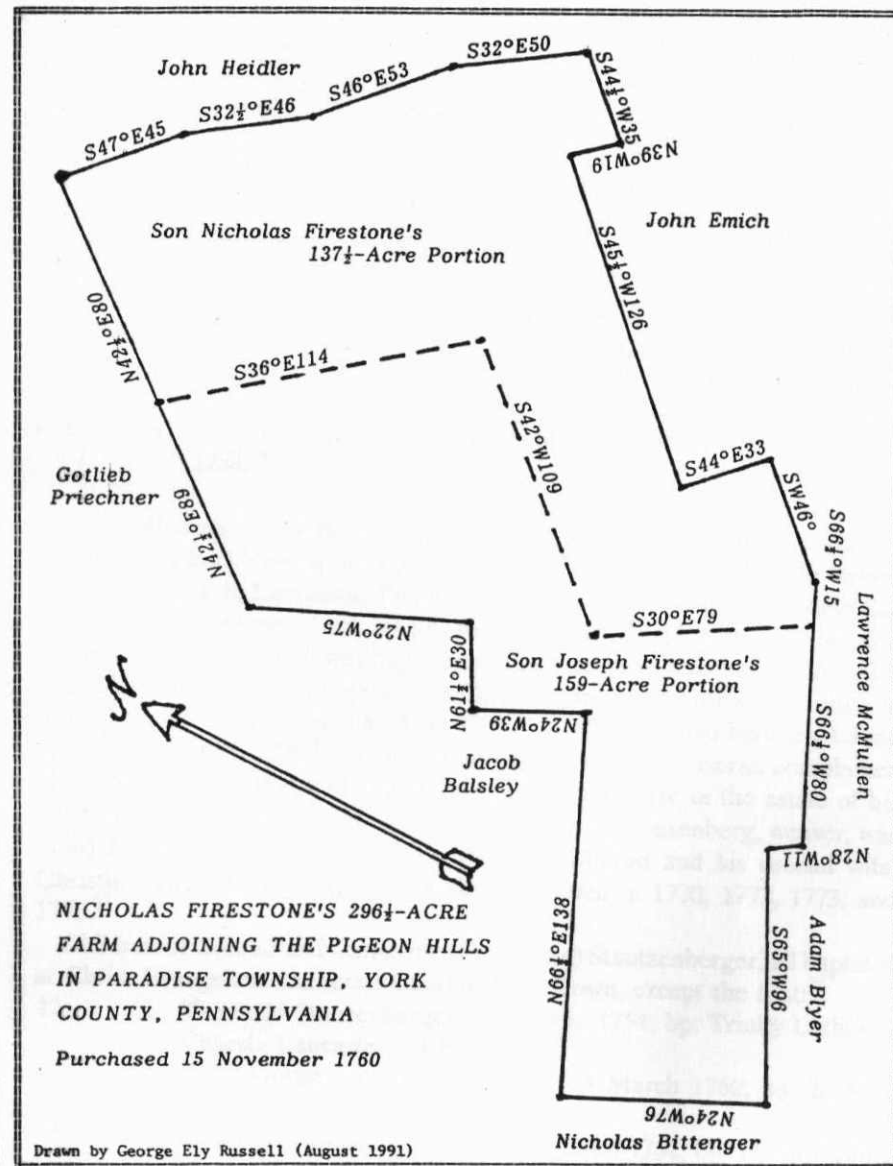 John Heidler
S47°E45
S32½°E46
S46°E53
S32°E50
S44½°W35
N39°W19
John Emich
Son Nicholas Firestone's
137½-Acre Portion
S45¼°W126
N42¾°E80
S36°E114
S42°W109
S44°E33
SW46°
S66½°W15
Gotlieb
Priechner
N42¾°E89
N22°W75
N61½°E30
S30°E79
Son Joseph Firestone's
159-Acre Portion
N24°W39
Lawrence McMullen
S66½°W80
N
Jacob
Balsley
N28°W11
N66½°E138
S65°W96
Adam Blyer
N24°W76
Nicholas Bittenger
NICHOLAS FIRESTONE'S 296½-ACRE
FARM ADJOINING THE PIGEON HILLS
IN PARADISE TOWNSHIP, YORK
COUNTY, PENNSYLVANIA
Purchased 15 November 1760
Drawn by George Ely Russell (August 1991)